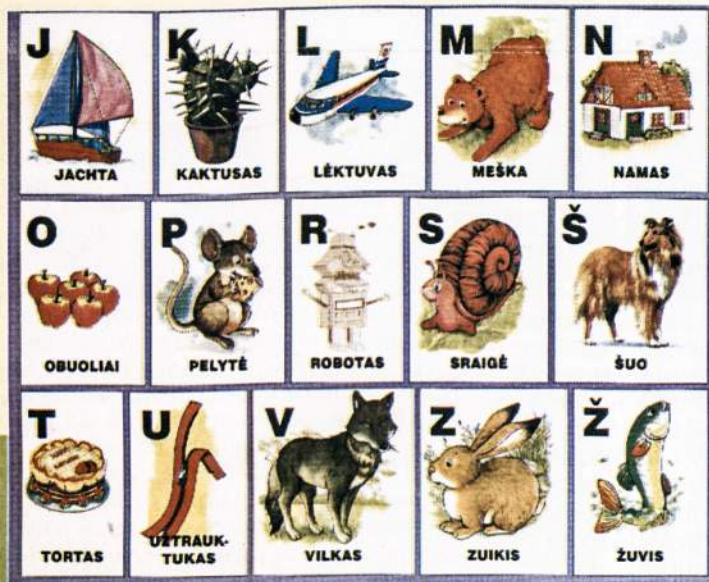 J K L M N
JACHTA KAKTUSAS LĖKTUVAS MEŠKA NAMAS
O P R S Š
OBUOLIAI PELYTĖ ROBOTAS SRAIGĖ ŠUO
T U V Z Ž
TORTAS UŽTRAUK-
TUKAS VILKAS ZUIKIS ŽUVIS